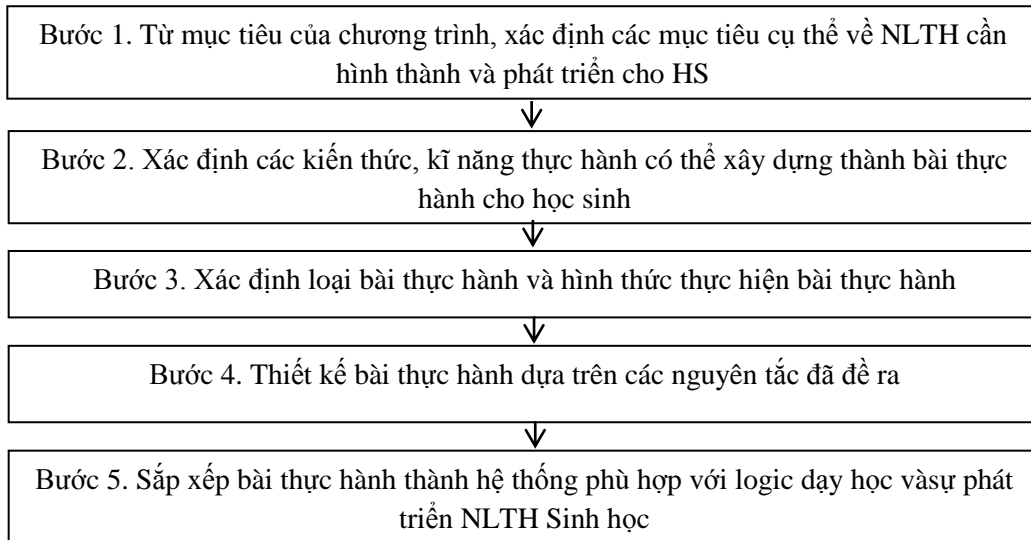 Bước 1. Từ mục tiêu của chương trình, xác định các mục tiêu cụ thể về NLTH cần
hình thành và phát triển cho HS
Bước 2. Xác định các kiến thức, kĩ năng thực hành có thể xây dựng thành bài thực
hành cho học sinh
Bước 3. Xác định loại bài thực hành và hình thức thực hiện bài thực hành
Bước 4. Thiết kế bài thực hành dựa trên các nguyên tắc đã đề ra
Bước 5. Sắp xếp bài thực hành thành hệ thống phù hợp với logic dạy học vàsự phát
triển NLTH Sinh học